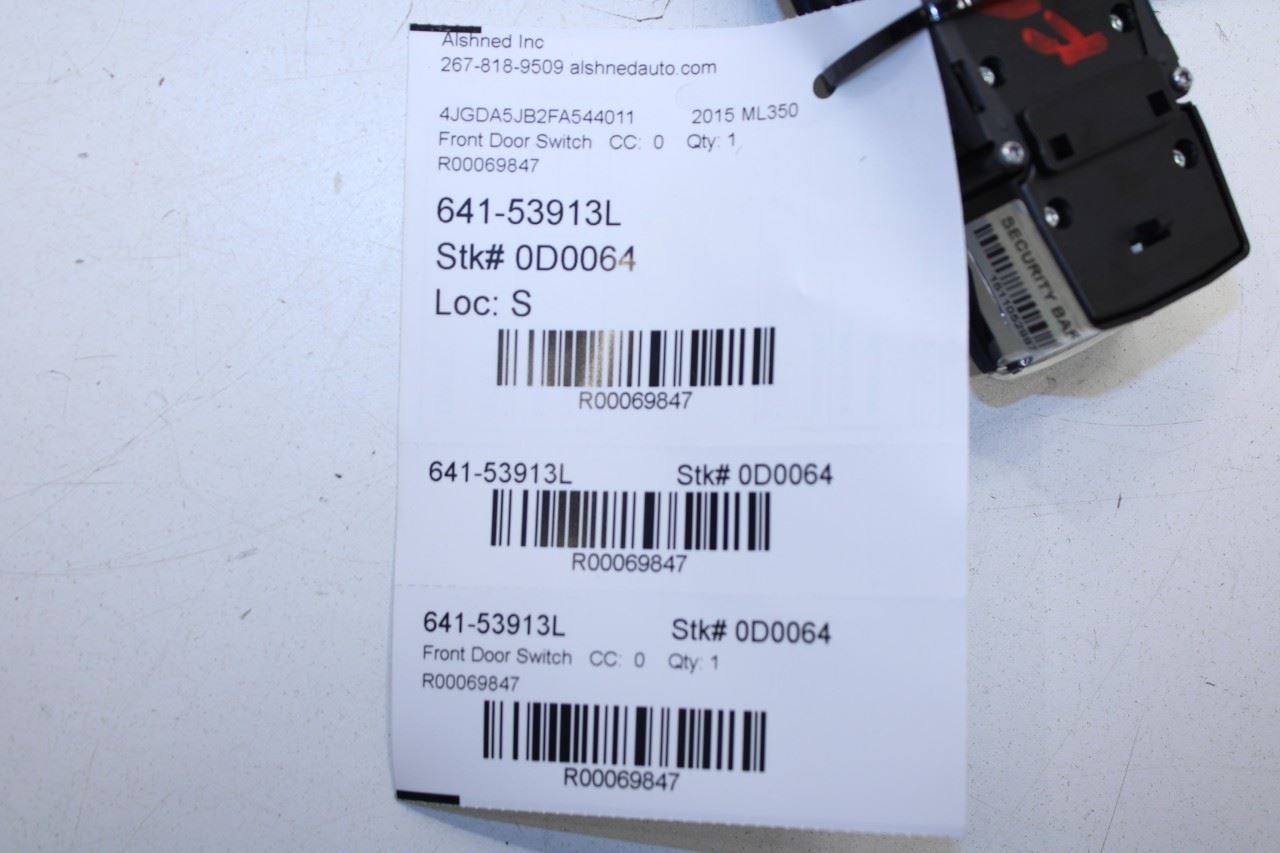 Alshned Inc
267-818-9509 alshnedauto.com
4JGDA5JB2FA544011 2015 ML350
Front Door Switch CC: 0 Qty: 1
R00069847
641-53913L
Stk# 0D0064
Loc: S
R00069847
641-53913L Stk# 0D0064
R00069847
641-53913L Stk# 0D0064
Front Door Switch CC: 0 Qty: 1
R00069847
R00069847
SECURITY